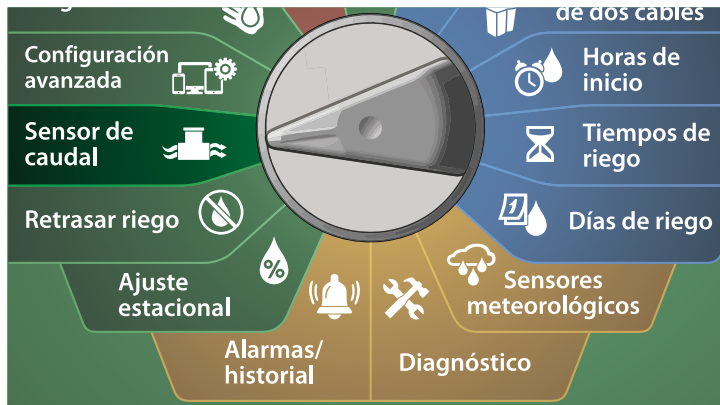 de dos cables
Configuración
avanzada
Horas de
inicio
Sensor de
caudal
Tiempos de
riego
Retrasar riego
1
Días de riego
%
Ajuste
estacional
Sensores
meteorológicos
Alarmas/
historial
Diagnóstico